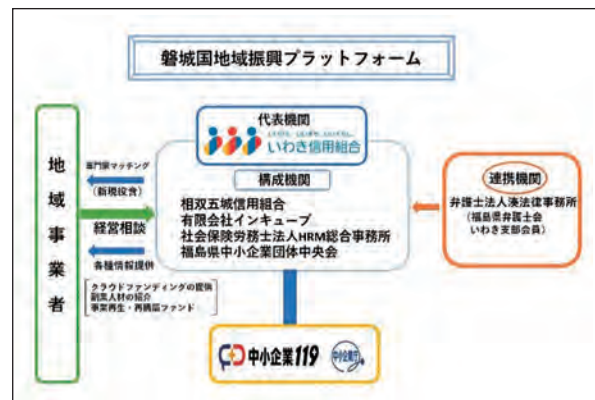 磐城国地域振興プラットフォーム
代表機関
いわき信用組合
構成機関
相双五城信用組合
有限会社インキューブ
社会保険労務士法人HRM総合事務所
福島県中小企業団体中央会
地域事業者
専門家マッチング
経営相談
各種情報提供
クラウドファンディングの提供
副業人材の紹介
事業再生・再構築ファンド
連携機関
弁護士法人湊法律事務所
（福島県弁護士会
いわき支部会員）
中小企業119
中小企業庁